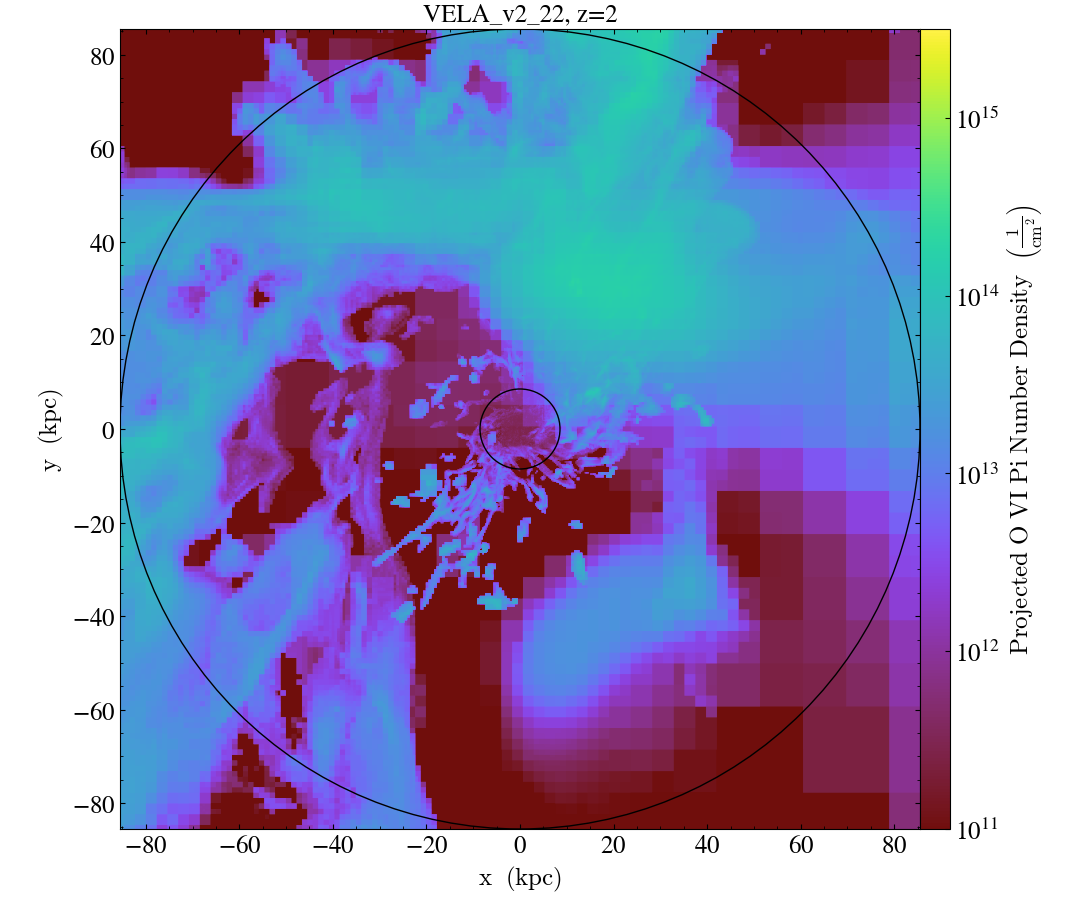 VELA_v2_22, z=2
80
60
40
20
0
−20
−40
−60
−80
y (kpc)
−80 −60 −40 −20 0 20 40 60 80
x (kpc)
10^15
10^14
10^13
10^12
10^11
Projected O VI Pi Number Density (1/cm^2)